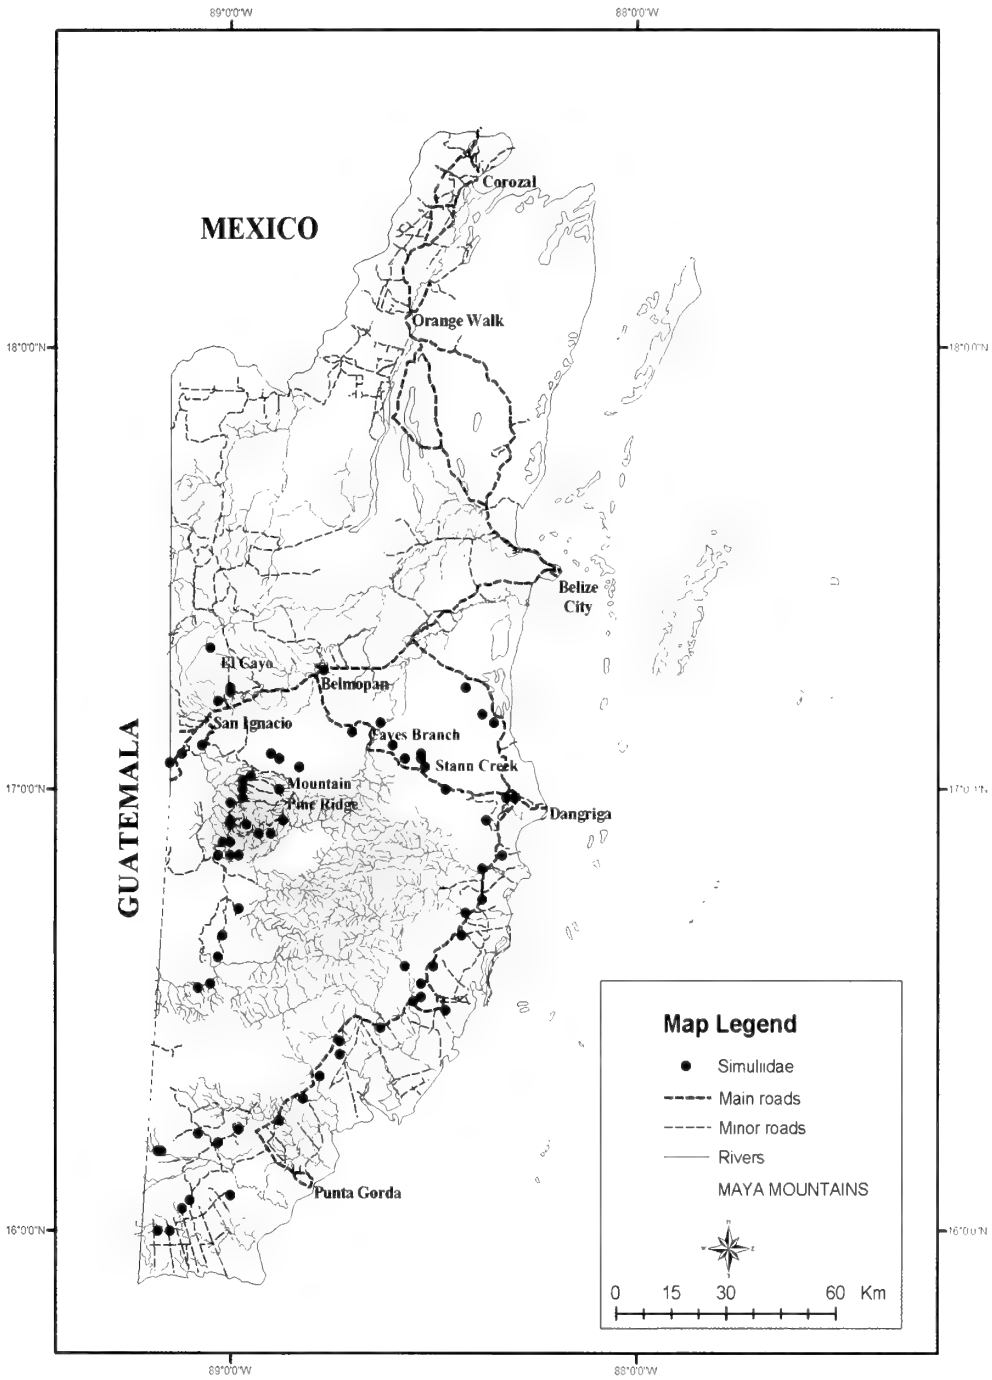 89°0'0"W 88°0'0"W
Corozal
MEXICO
Orange Walk
18°0'0"N 18°0'0"N
Belize
City
El Cayo
Belmopan
San Ignacio
Caves Branch
Stann Creek
Mountain
Pine Ridge
17°0'0"N 17°0'0"N
Dangriga
GUATEMALA
Map Legend
Simuliidae
Main roads
Minor roads
Rivers
MAYA MOUNTAINS
Punta Gorda
16°0'0"N 16°0'0"N
N
W E
S
0 15 30 60 Km
89°0'0"W 88°0'0"W